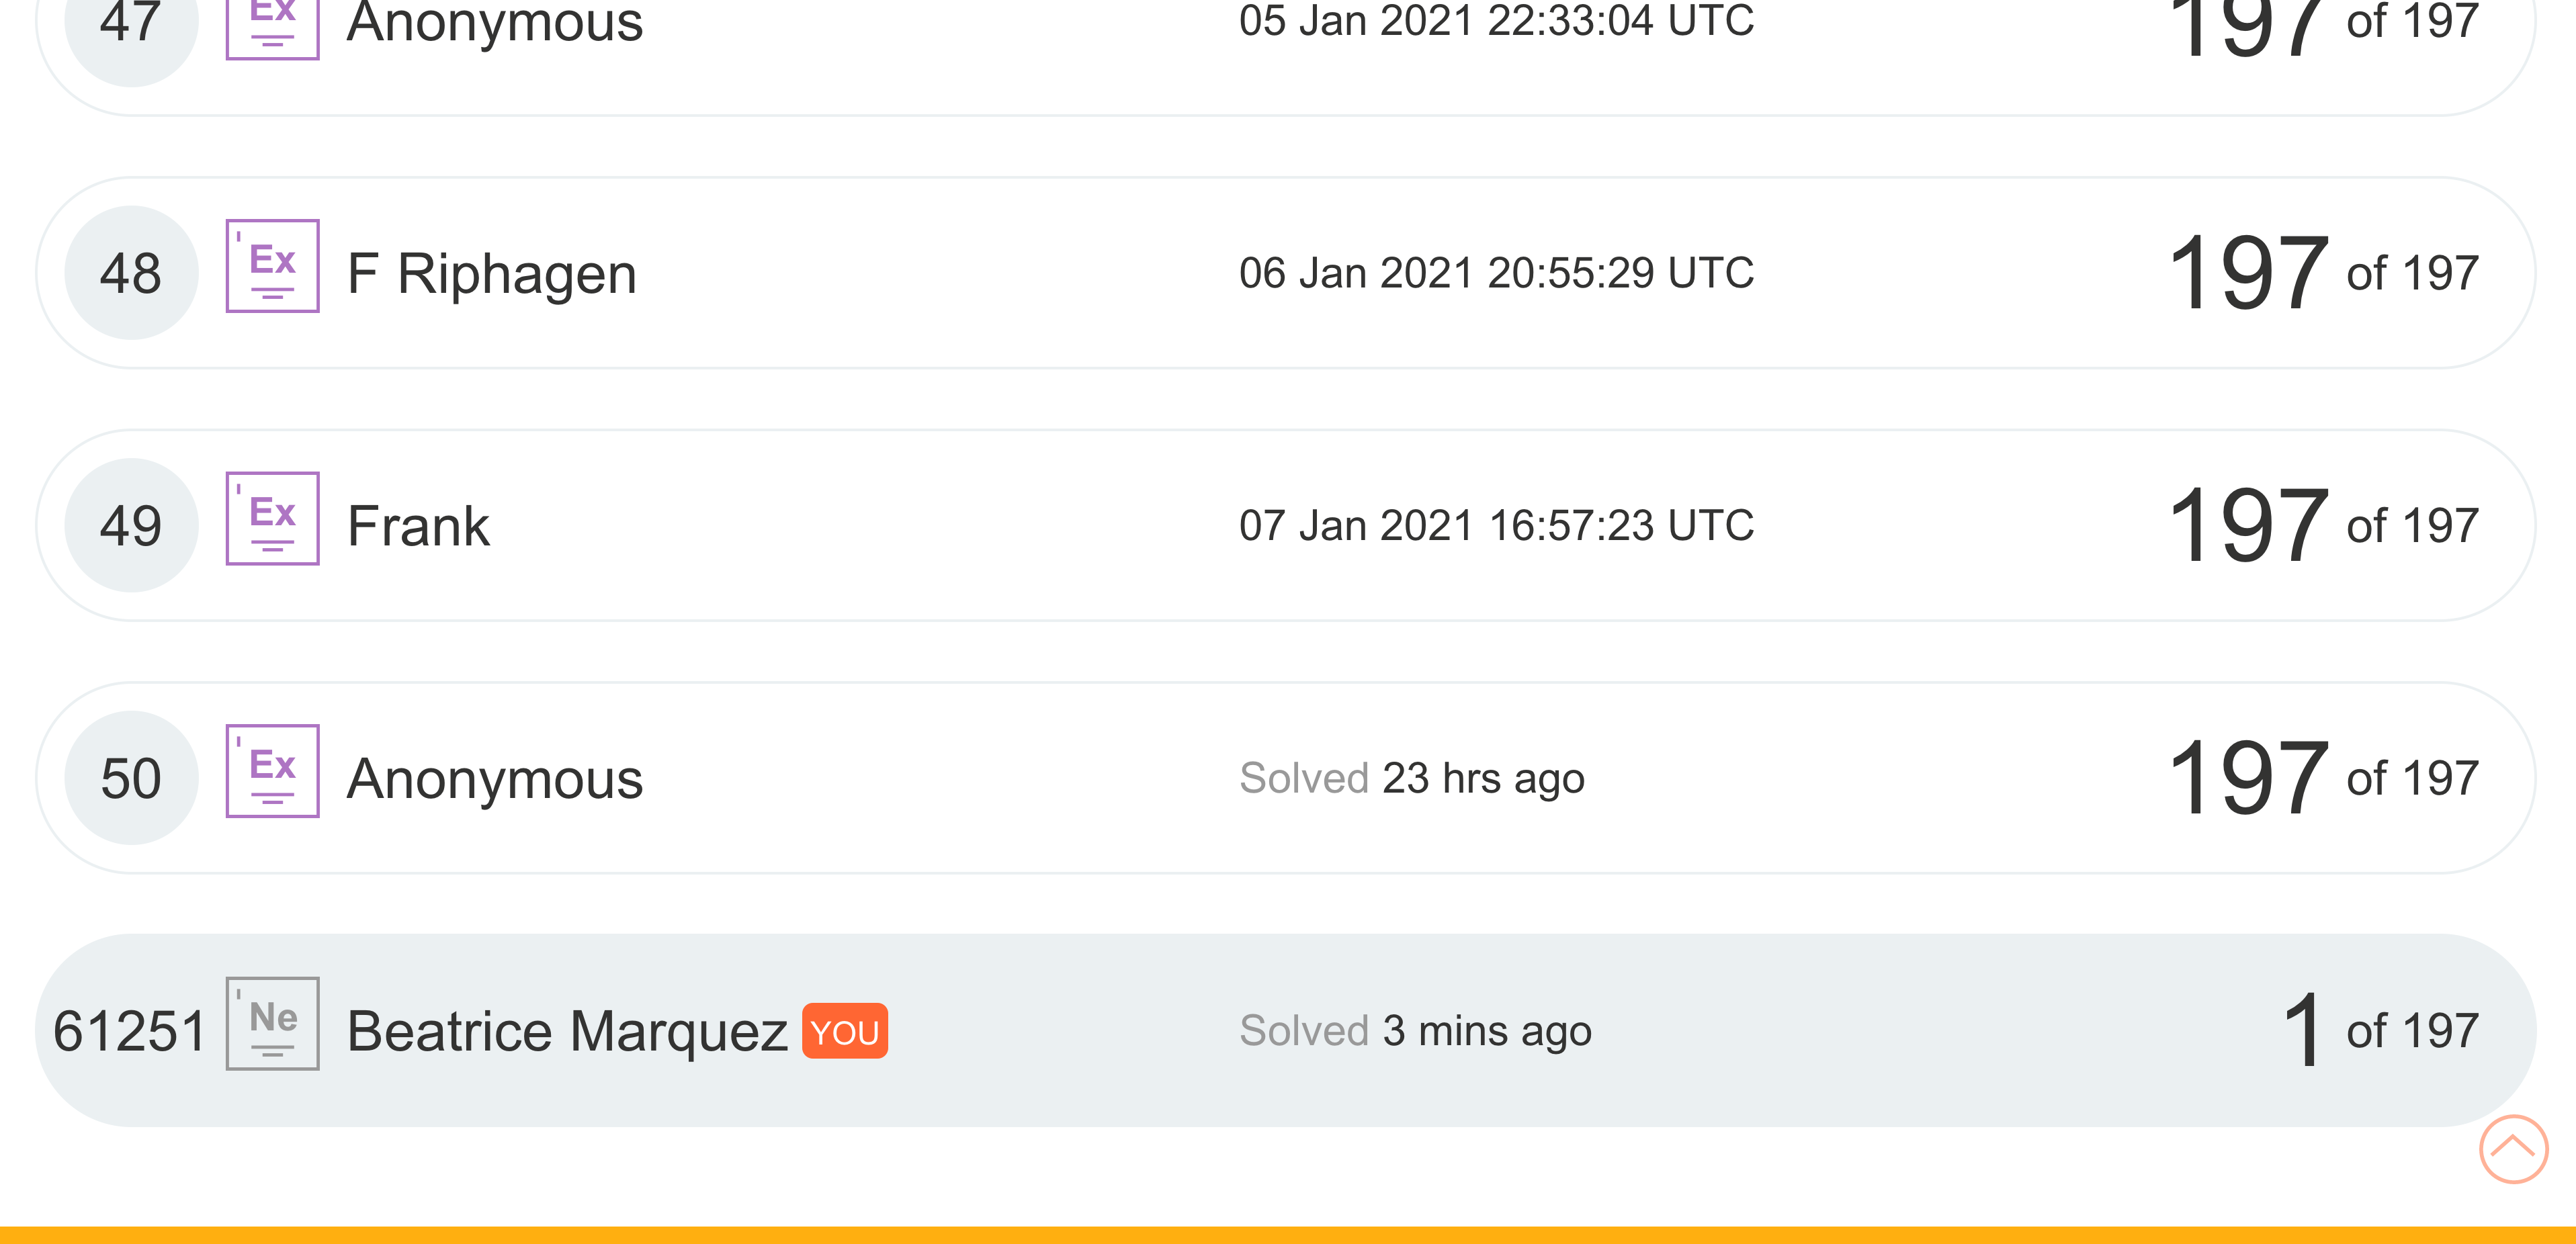 47 Ex Anonymous 05 Jan 2021 22:33:04 UTC 197 of 197
48 Ex F Riphagen 06 Jan 2021 20:55:29 UTC 197 of 197
49 Ex Frank 07 Jan 2021 16:57:23 UTC 197 of 197
50 Ex Anonymous Solved 23 hrs ago 197 of 197
61251 Ne Beatrice Marquez YOU Solved 3 mins ago 1 of 197